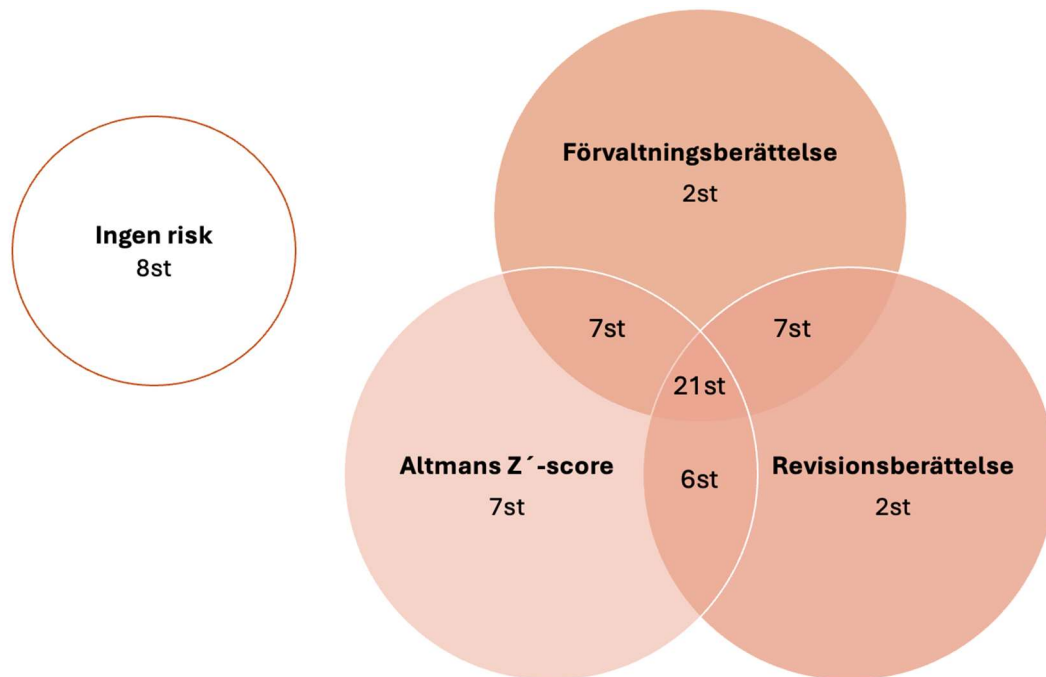 Ingen risk
8st
Förvaltningsberättelse
2st
7st
7st
21st
Altmans Z´-score
7st
6st
Revisionsberättelse
2st